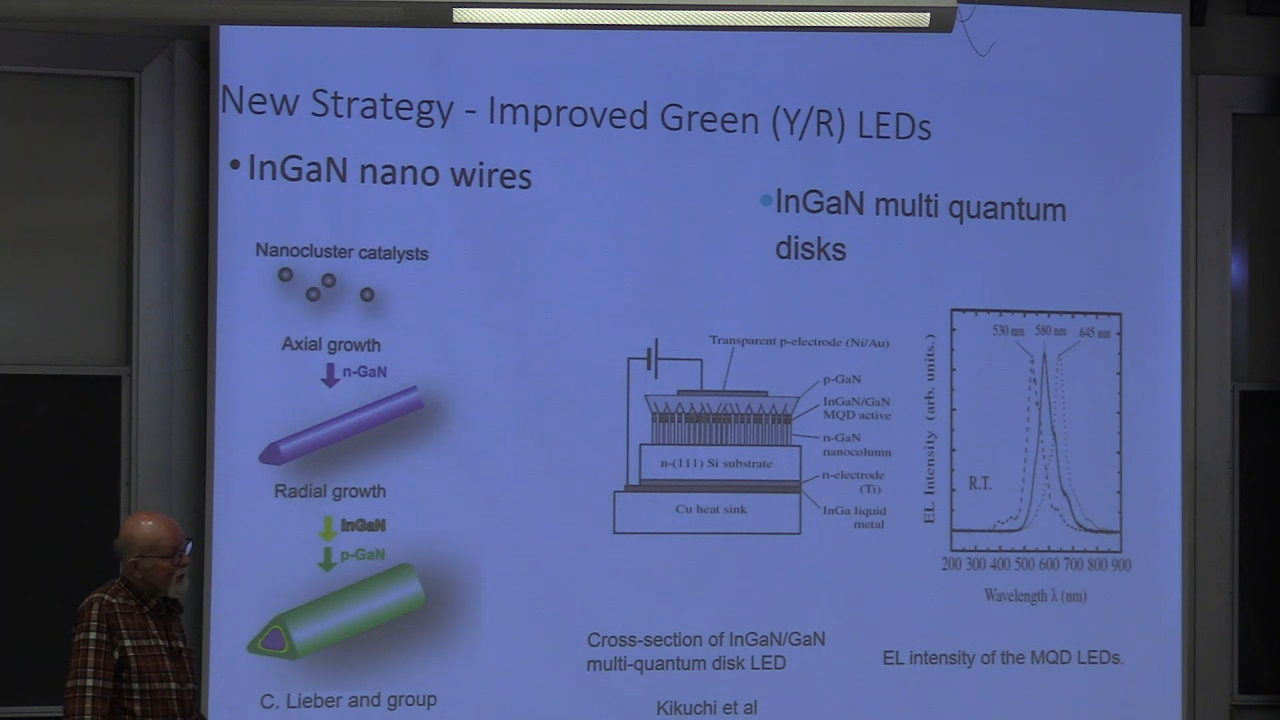 New Strategy - Improved Green (Y/R) LEDs
• InGaN nano wires
Nanocluster catalysts
Axial growth
n-GaN
Radial growth
InGaN
p-GaN
C. Lieber and group
•InGaN multi quantum
disks
Transparent p-electrode (Ni/Au)
p-GaN
InGaN/GaN
MQD active
n-GaN
nanocolumn
n-(111) Si substrate
n-electrode
(Ti)
Cu heat sink
InGa liquid
metal
Cross-section of InGaN/GaN
multi-quantum disk LED
Kikuchi et al
530 nm 580 nm 645 nm
EL Intensity (arb. units.)
R.T.
200 300 400 500 600 700 800 900
Wavelength λ (nm)
EL intensity of the MQD LEDs.